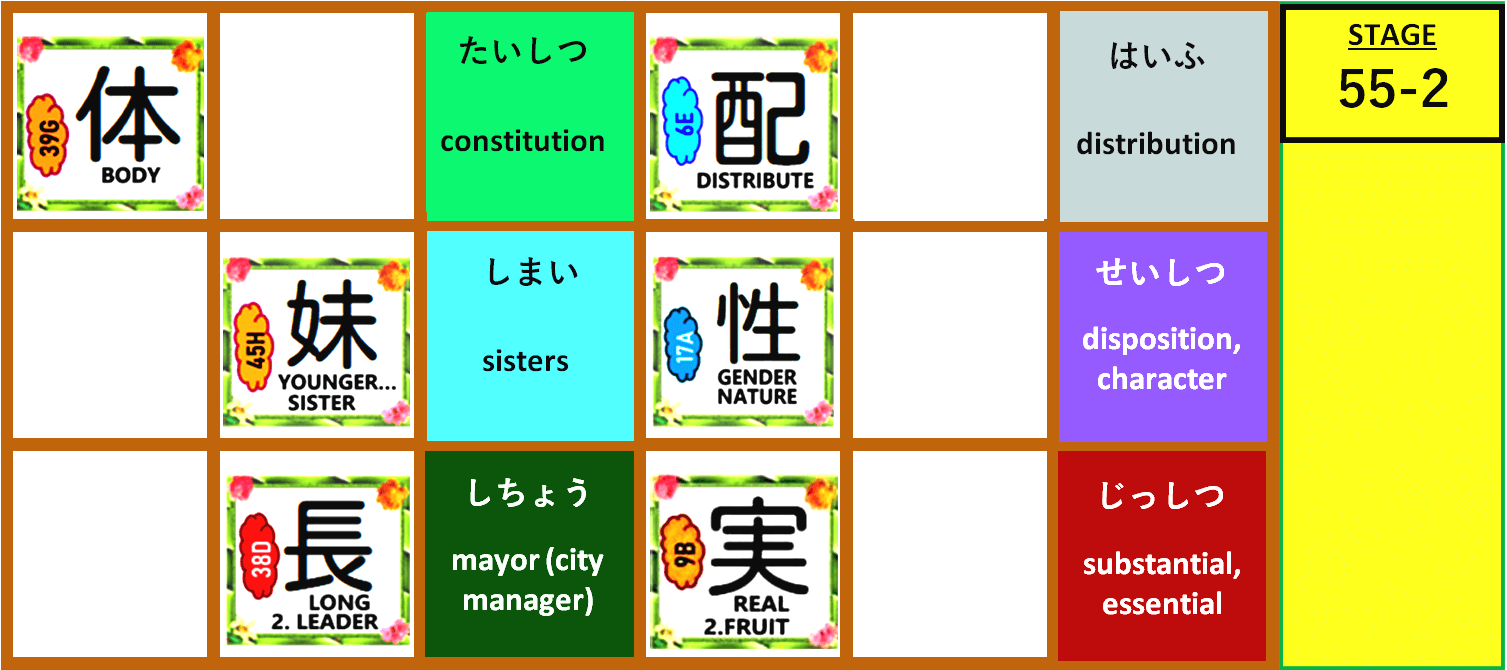 39G
体
BODY
たいしつ
constitution
6E
配
DISTRIBUTE
はいふ
distribution
STAGE
55-2
45H
妹
YOUNGER...
SISTER
しまい
sisters
17A
性
GENDER
NATURE
せいしつ
disposition,
character
38D
長
LONG
2. LEADER
しちょう
mayor (city
manager)
9B
実
REAL
2.FRUIT
じっしつ
substantial,
essential